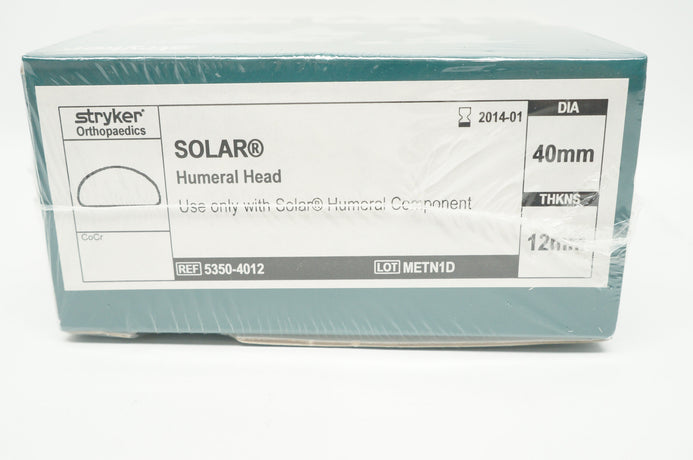 stryker®
Orthopaedics
CoCr
SOLAR®
Humeral Head
Use only with Solar® Humeral Component
REF 5350-4012
LOT METN1D
2014-01
DIA
40mm
THKNS
12mm